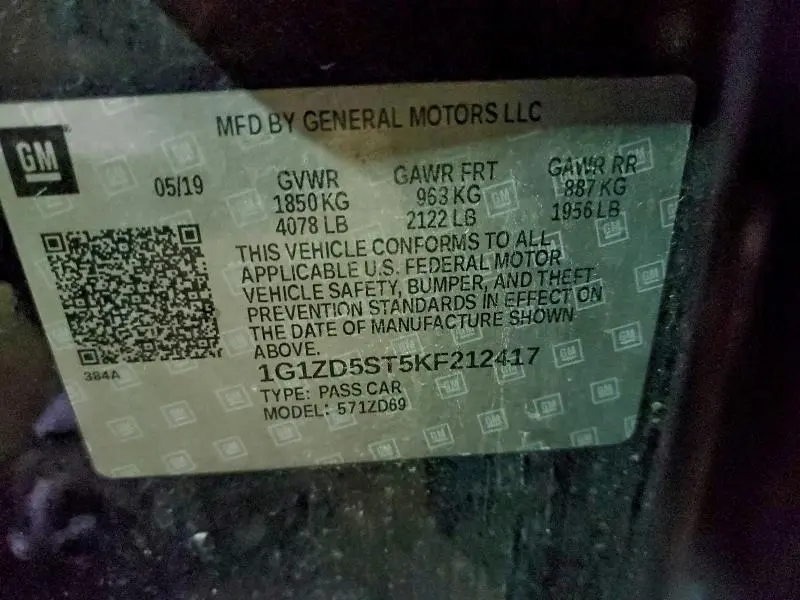 MFD BY GENERAL MOTORS LLC
GM
05/19
GVWR
1850 KG
4078 LB
GAWR FRT
963 KG
2122 LB
GAWR RR
887 KG
1956 LB
THIS VEHICLE CONFORMS TO ALL
APPLICABLE U.S. FEDERAL MOTOR
VEHICLE SAFETY, BUMPER, AND THEFT
PREVENTION STANDARDS IN EFFECT ON
THE DATE OF MANUFACTURE SHOWN
ABOVE.
384A
1G1ZD5ST5KF212417
TYPE: PASS CAR
MODEL: 571ZD69